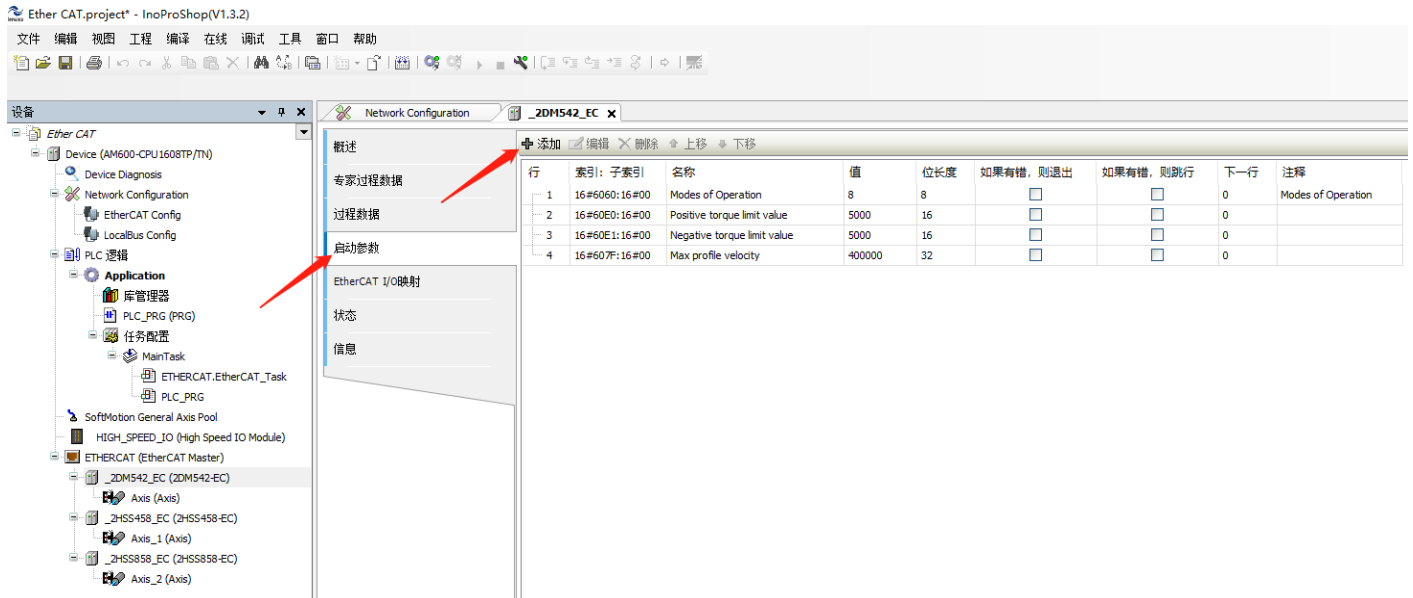 Ether CAT.project* - InoProShop(V1.3.2)
文件 编辑 视图 工程 编译 在线 调试 工具 窗口 帮助
设备
Ether CAT
Device (AM600-CPU1608TP/TN)
Device Diagnosis
Network Configuration
EtherCAT Config
LocalBus Config
PLC 逻辑
Application
库管理器
PLC_PRG (PRG)
任务配置
MainTask
ETHERCAT.EtherCAT_Task
PLC_PRG
SoftMotion General Axis Pool
HIGH_SPEED_IO (High Speed IO Module)
ETHERCAT (EtherCAT Master)
_2DM542_EC (2DM542-EC)
Axis (Axis)
_2HSS458_EC (2HSS458-EC)
Axis_1 (Axis)
_2HSS858_EC (2HSS858-EC)
Axis_2 (Axis)
Network Configuration _2DM542_EC
概述
专家过程数据
过程数据
启动参数
EtherCAT I/O映射
状态
信息
添加 编辑 删除 上移 下移
行 索引: 子索引 名称 值 位长度 如果有错, 则退出 如果有错, 则跳行 下一行 注释
1 16#6060:16#00 Modes of Operation 8 8 0 Modes of Operation
2 16#60E0:16#00 Positive torque limit value 5000 16 0
3 16#60E1:16#00 Negative torque limit value 5000 16 0
4 16#607F:16#00 Max profile velocity 400000 32 0